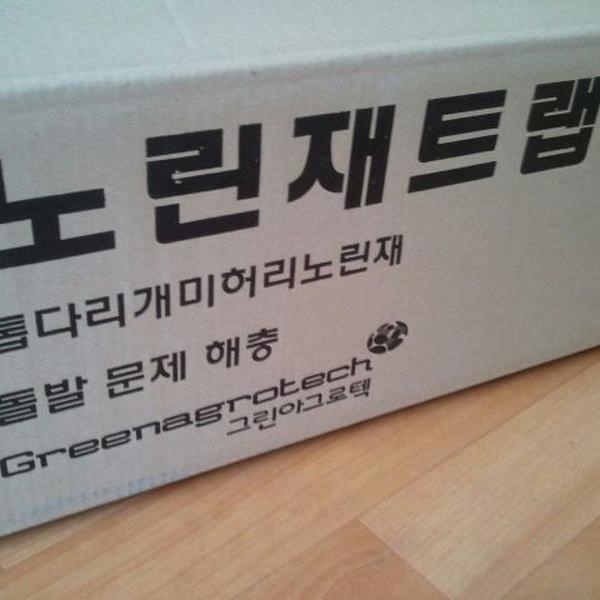 노린재트랩
톱다리개미허리노린재
돌발 문제 해충
Greenagrotech
그린아그로텍